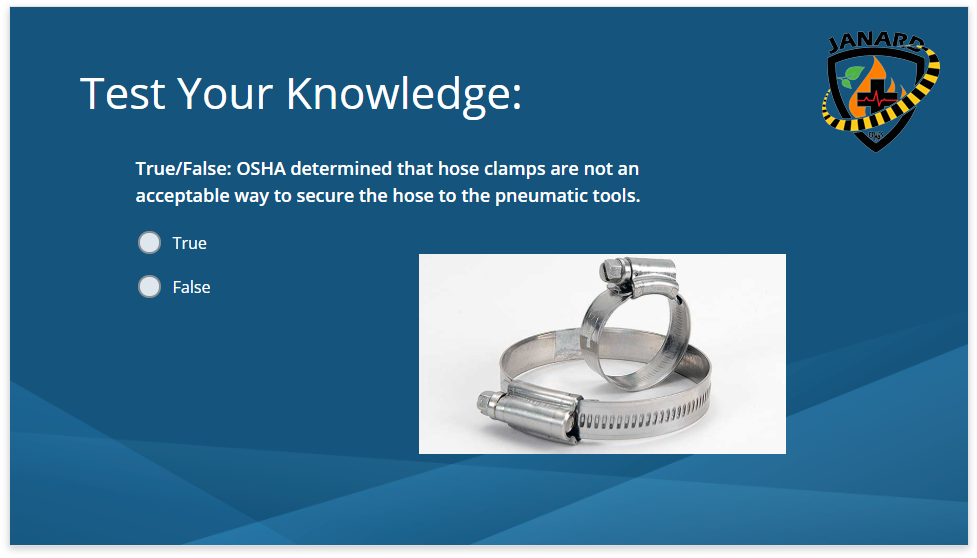 JANARD
Test Your Knowledge:
True/False: OSHA determined that hose clamps are not an
acceptable way to secure the hose to the pneumatic tools.
True
False